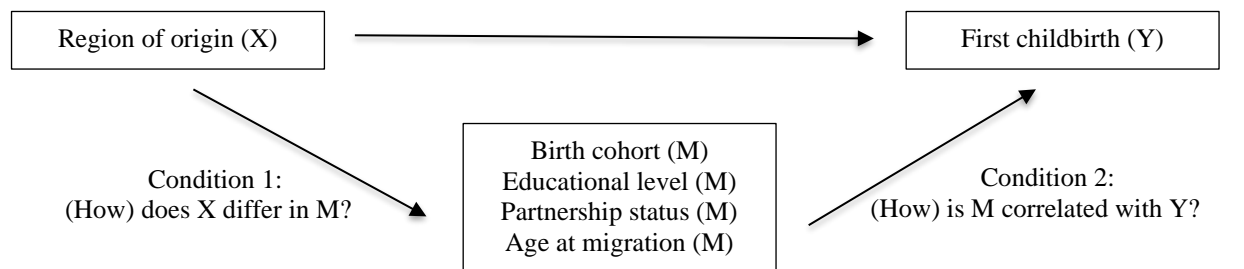 Region of origin (X)
First childbirth (Y)
Birth cohort (M)
Educational level (M)
Partnership status (M)
Age at migration (M)
Condition 1:
(How) does X differ in M?
Condition 2:
(How) is M correlated with Y?